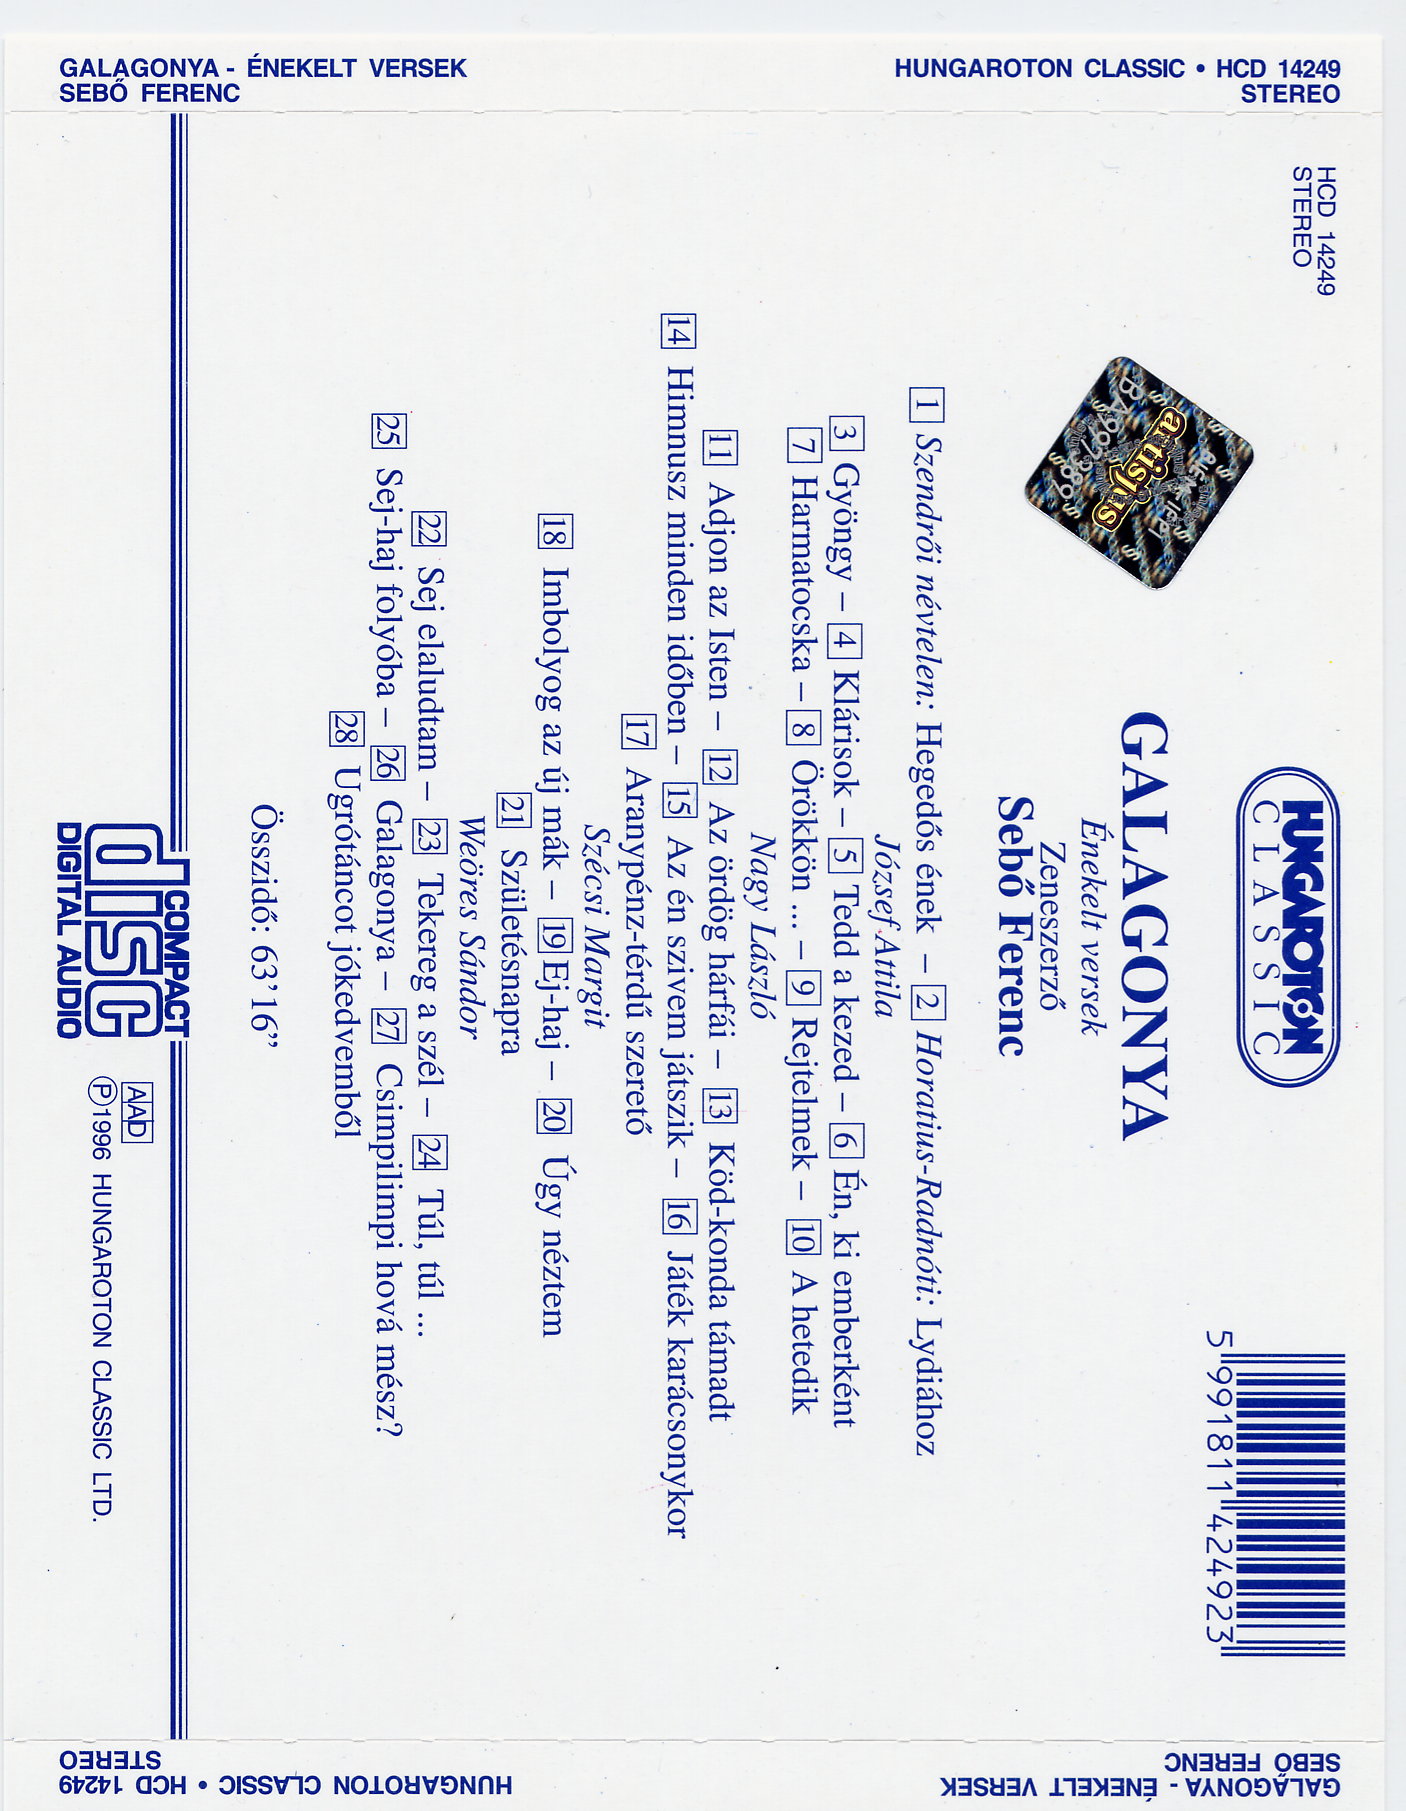 GALAGONYA - ÉNEKELT VERSEK
SEBŐ FERENC
HUNGAROTON CLASSIC • HCD 14249
STEREO
HCD 14249
STEREO
HUNGAROTON
CLASSIC
5 991811 424923
artisjus
GALAGONYA
Énekelt versek
Zeneszerző
Sebő Ferenc
1 Szendrői névtelen: Hegedős ének – 2 Horatius-Radnóti: Lydiához
József Attila
3 Gyöngy – 4 Klárisok – 5 Tedd a kezed – 6 Én, ki emberként
7 Harmatocska – 8 Örökkön ... – 9 Rejtelmek – 10 A hetedik
Nagy László
11 Adjon az Isten – 12 Az ördög hárfái – 13 Köd-konda támadt
14 Himnusz minden időben – 15 Az én szivem játszik – 16 Játék karácsonykor
17 Aranypénz-térdű szerető
Szécsi Margit
18 Imbolyog az új mák – 19 Ej-haj – 20 Úgy néztem
21 Születésnapra
Weöres Sándor
22 Sej elaludtam – 23 Tekereg a szél – 24 Túl, túl ...
25 Sej-haj folyóba – 26 Galagonya – 27 Csimpilimpi hová mész?
28 Ugrótáncot jókedvemből
Összidő: 63’16”
COMPACT
disc
DIGITAL AUDIO
AAD
Ⓟ1996 HUNGAROTON CLASSIC LTD.
GALAGONYA - ÉNEKELT VERSEK
SEBŐ FERENC
HUNGAROTON CLASSIC • HCD 14249
STEREO